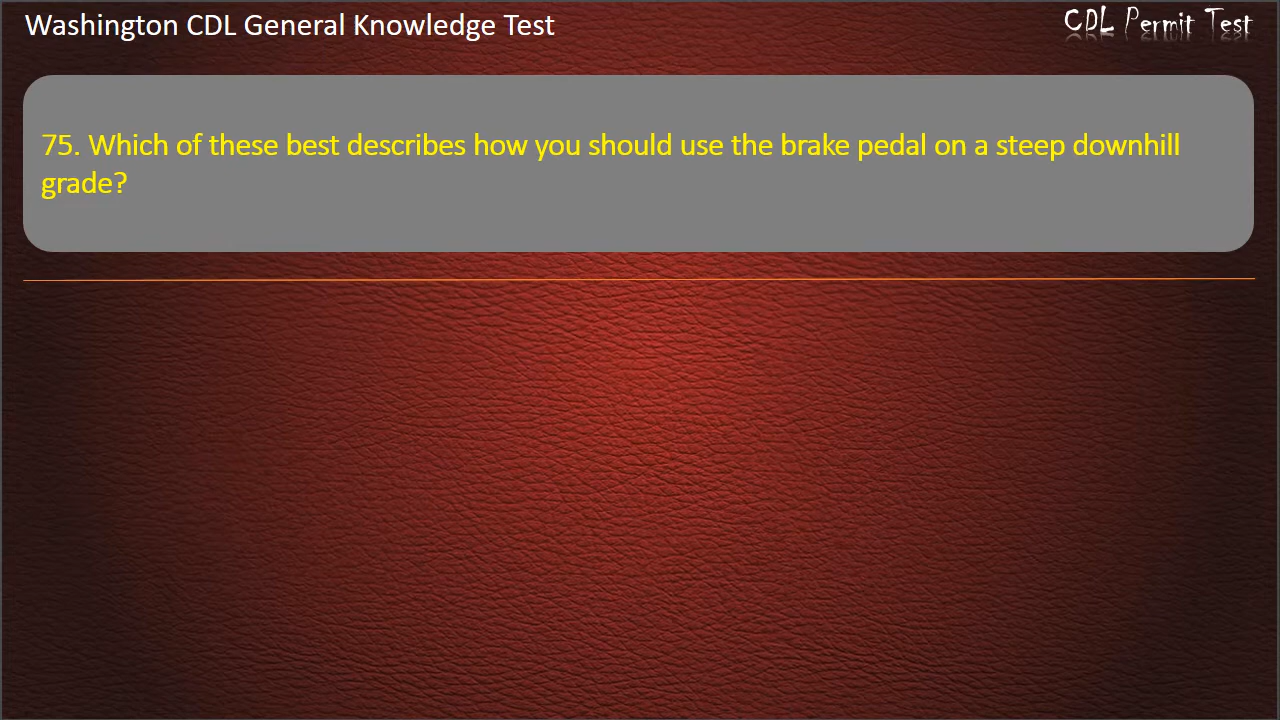 Washington CDL General Knowledge Test
CDL Permit Test
75. Which of these best describes how you should use the brake pedal on a steep downhill
grade?